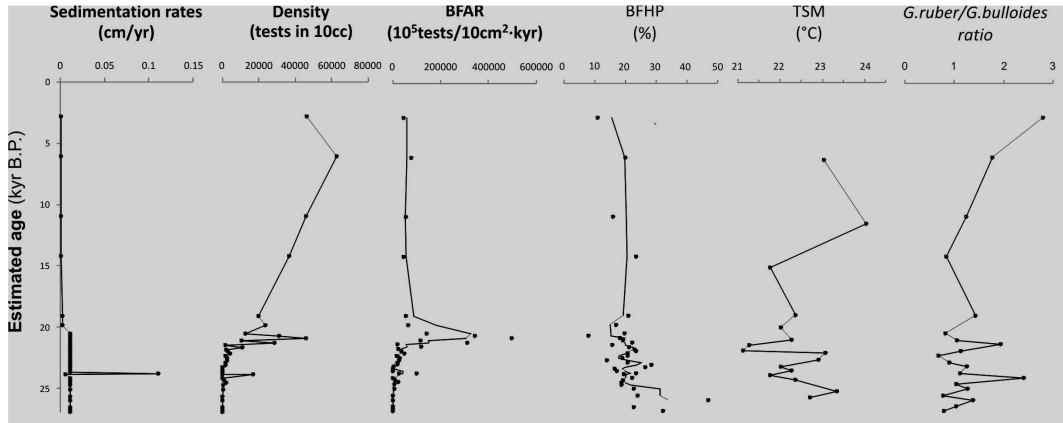 Sedimentation rates
(cm/yr)
Density
(tests in 10cc)
BFAR
(10⁵tests/10cm²·kyr)
BFHP
(%)
TSM
(°C)
G.ruber/G.bulloides
ratio
0 0.05 0.1 0.15
0 20000 40000 60000 80000
0 200000 400000 600000
0 10 20 30 40 50
21 22 23 24
0 1 2 3
Estimated age (kyr B.P.)
0
5
10
15
20
25